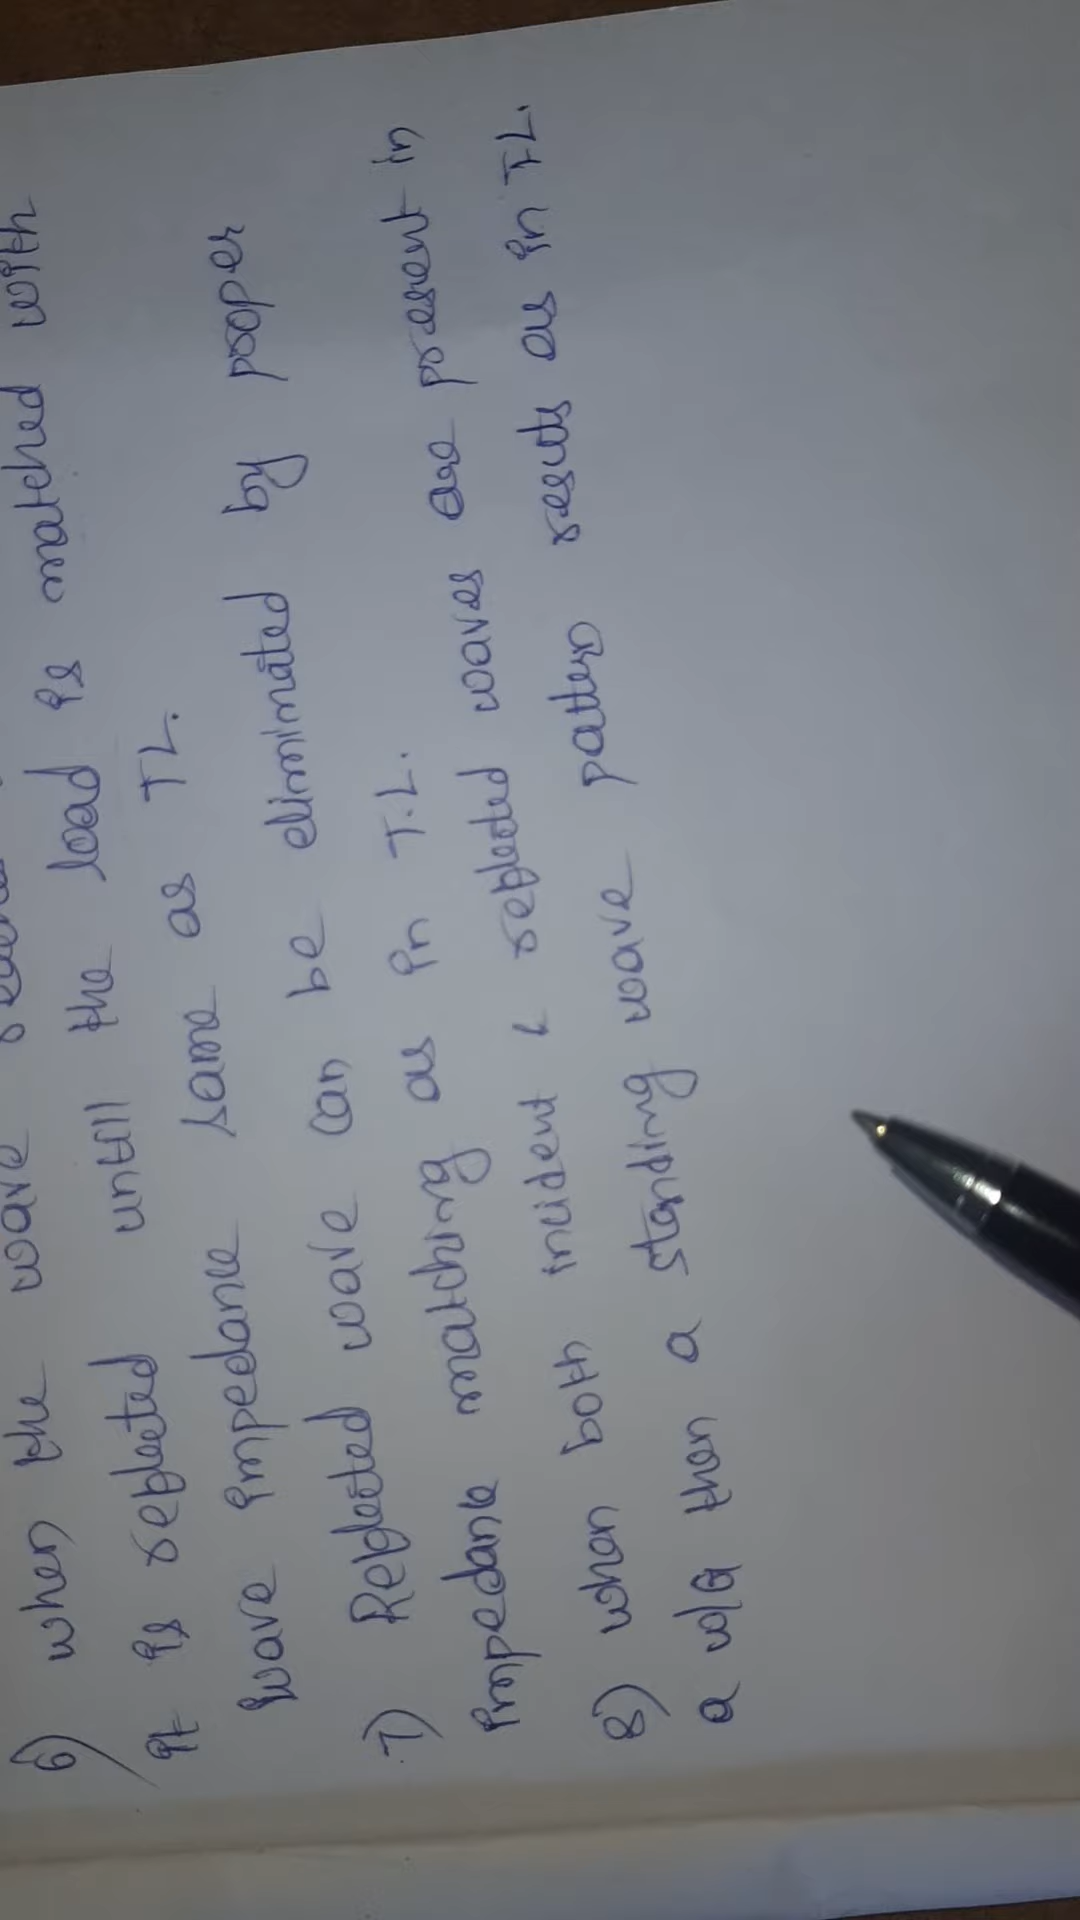 6) when the wave
it is reflected untill the load is matched with
wave impedance same as TL.
7) Reflected wave can be eliminated by proper
impedance matching as in T.L.
8) when both incident & reflected waves are present in
a w/G then a standing wave pattern results as in TL.